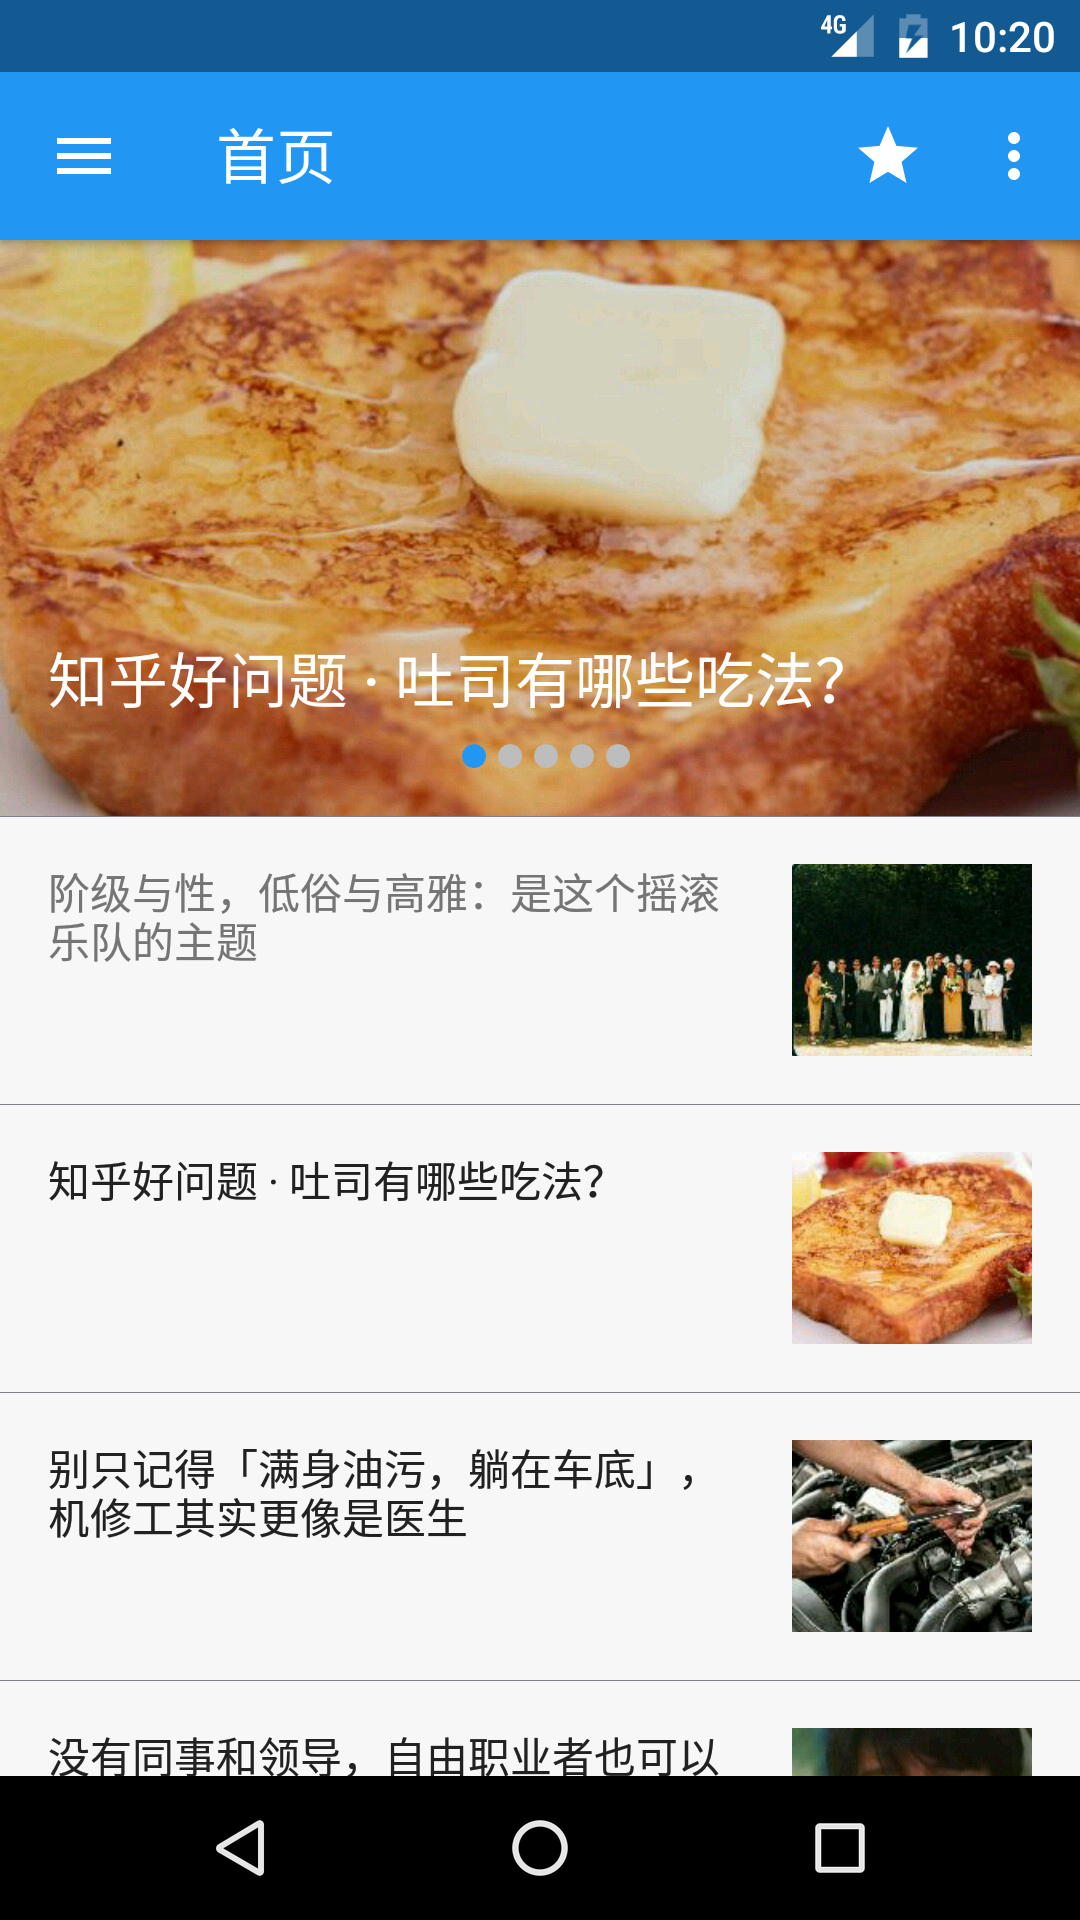 4G 10:20
首页
知乎好问题 · 吐司有哪些吃法？
阶级与性，低俗与高雅：是这个摇滚
乐队的主题
知乎好问题 · 吐司有哪些吃法？
别只记得「满身油污，躺在车底」，
机修工其实更像是医生
没有同事和领导，自由职业者也可以